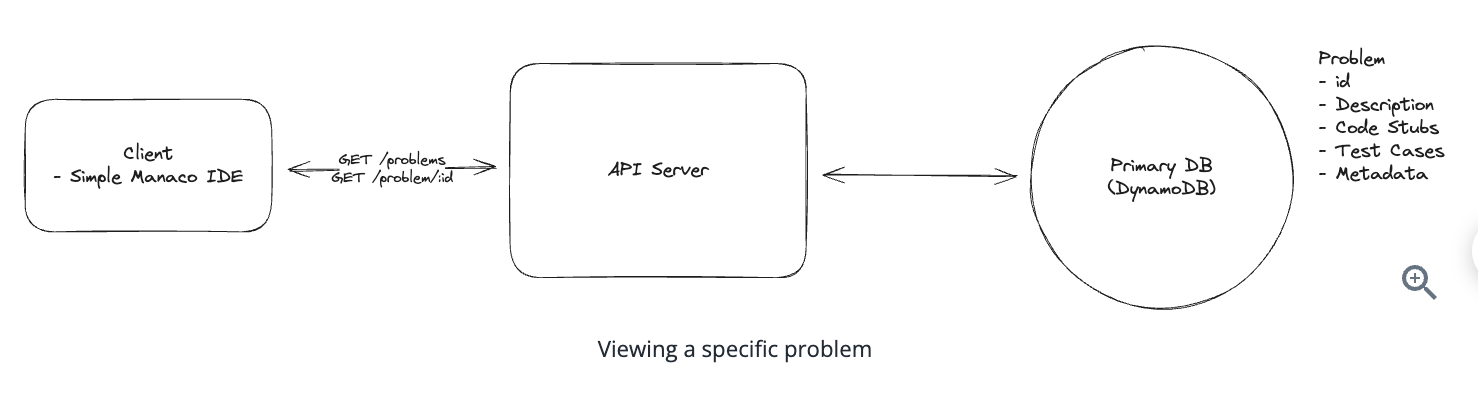 Client
- Simple Manaco IDE
GET /problems
GET /problem/:id
API Server
Primary DB
(DynamoDB)
Problem
- id
- Description
- Code Stubs
- Test Cases
- Metadata
Viewing a specific problem